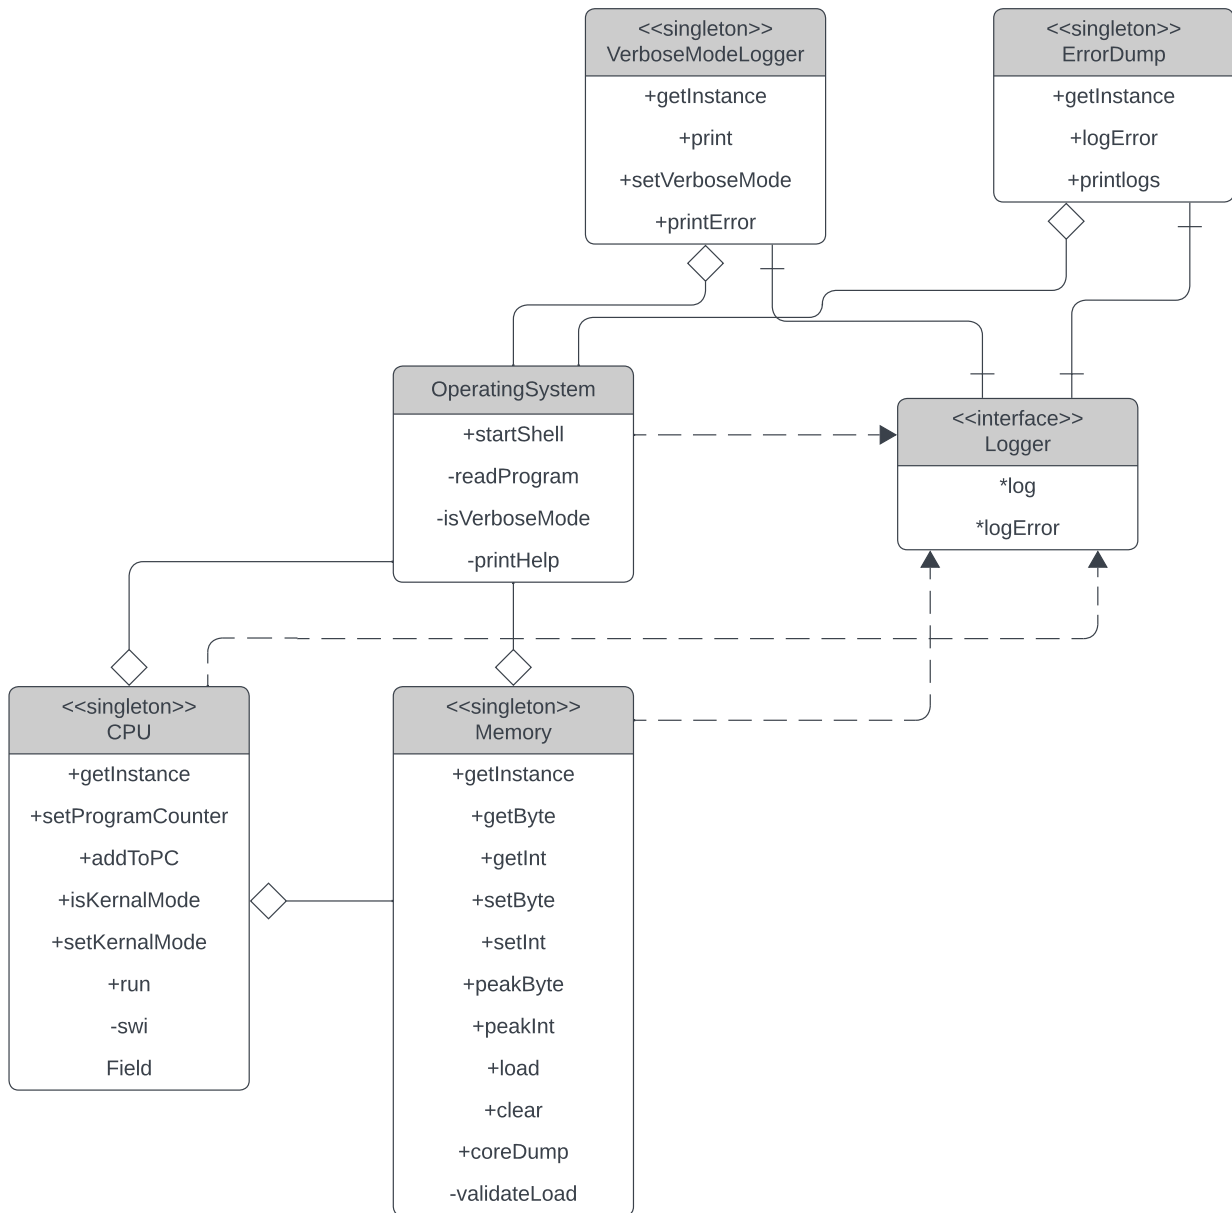 <<singleton>>
VerboseModeLogger
+getInstance
+print
+setVerboseMode
+printError
<<singleton>>
ErrorDump
+getInstance
+logError
+printlogs
OperatingSystem
+startShell
-readProgram
-isVerboseMode
-printHelp
<<interface>>
Logger
*log
*logError
<<singleton>>
CPU
+getInstance
+setProgramCounter
+addToPC
+isKernalMode
+setKernalMode
+run
-swi
Field
<<singleton>>
Memory
+getInstance
+getByte
+getInt
+setByte
+setInt
+peakByte
+peakInt
+load
+clear
+coreDump
-validateLoad